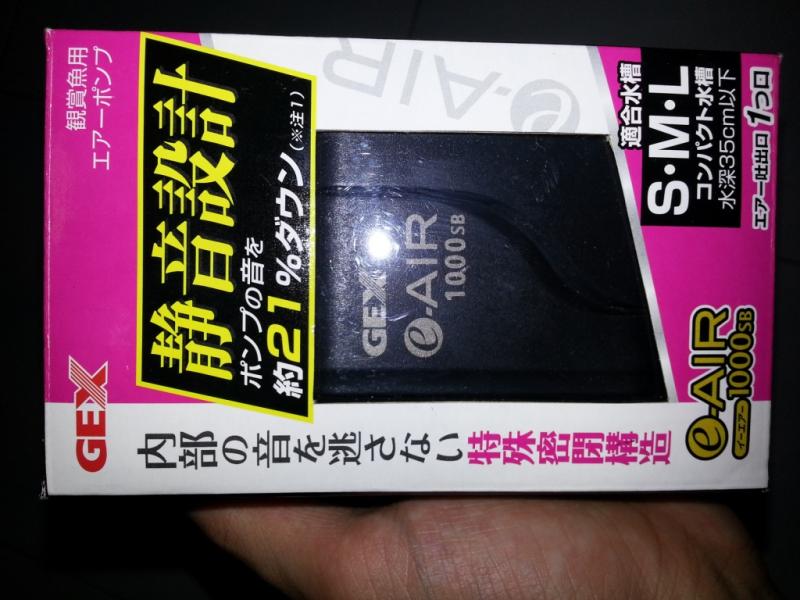 GEX
観賞魚用
エアーポンプ
静音設計
ポンプの音を
約21%ダウン(※注1)
e-AIR
GEX
e-AIR
1000SB
適合水槽
S・M・L
コンパクト水槽
水深35cm以下
エアー吐出口 1つ口
内部の音を逃さない特殊密閉構造
e-AIR
イーエアー 1000SB